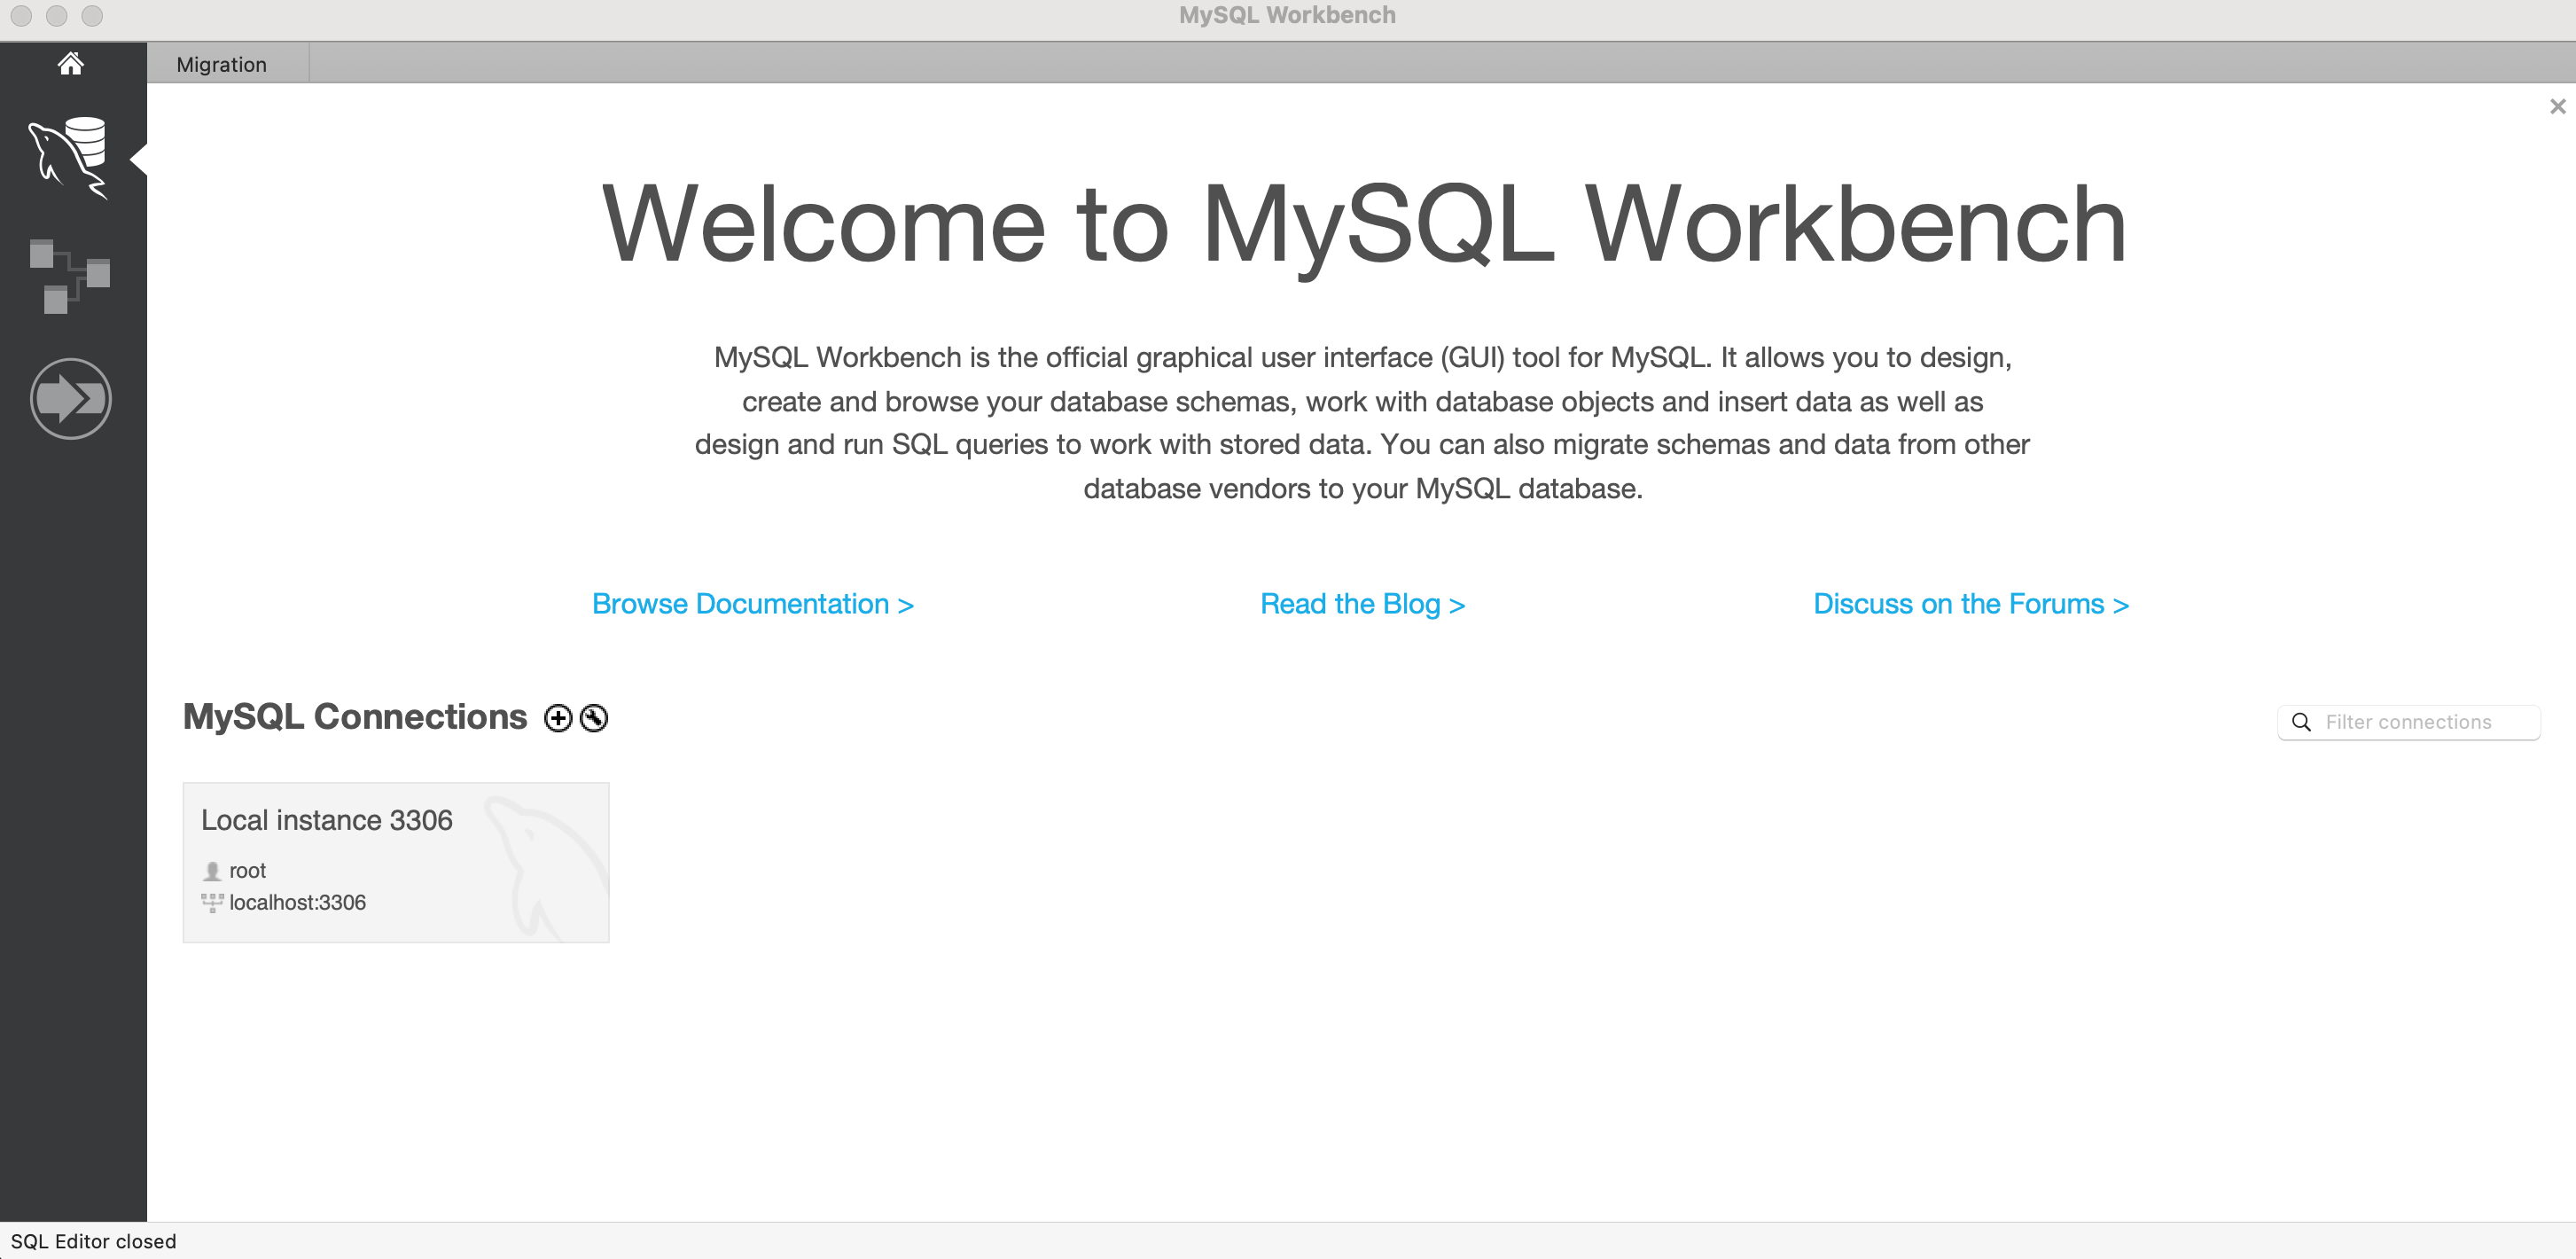 MySQL Workbench
Migration
Welcome to MySQL Workbench
MySQL Workbench is the official graphical user interface (GUI) tool for MySQL. It allows you to design,
create and browse your database schemas, work with database objects and insert data as well as
design and run SQL queries to work with stored data. You can also migrate schemas and data from other
database vendors to your MySQL database.
Browse Documentation >
Read the Blog >
Discuss on the Forums >
MySQL Connections
Filter connections
Local instance 3306
root
localhost:3306
SQL Editor closed